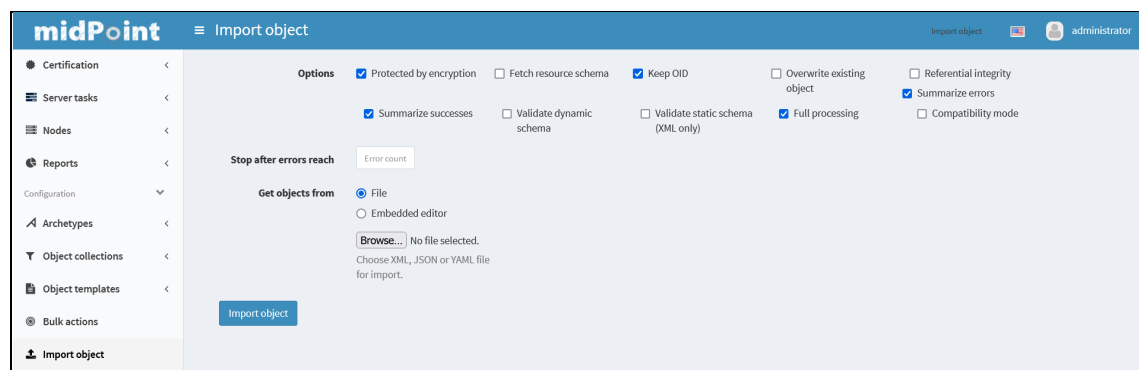 midPoint
Import object
Import object
administrator
Certification
Server tasks
Nodes
Reports
Configuration
Archetypes
Object collections
Object templates
Bulk actions
Import object
Options
Protected by encryption
Fetch resource schema
Keep OID
Overwrite existing
object
Referential integrity
Summarize errors
Summarize successes
Validate dynamic
schema
Validate static schema
(XML only)
Full processing
Compatibility mode
Stop after errors reach
Error count
Get objects from
File
Embedded editor
Browse... No file selected.
Choose XML, JSON or YAML file
for import.
Import object